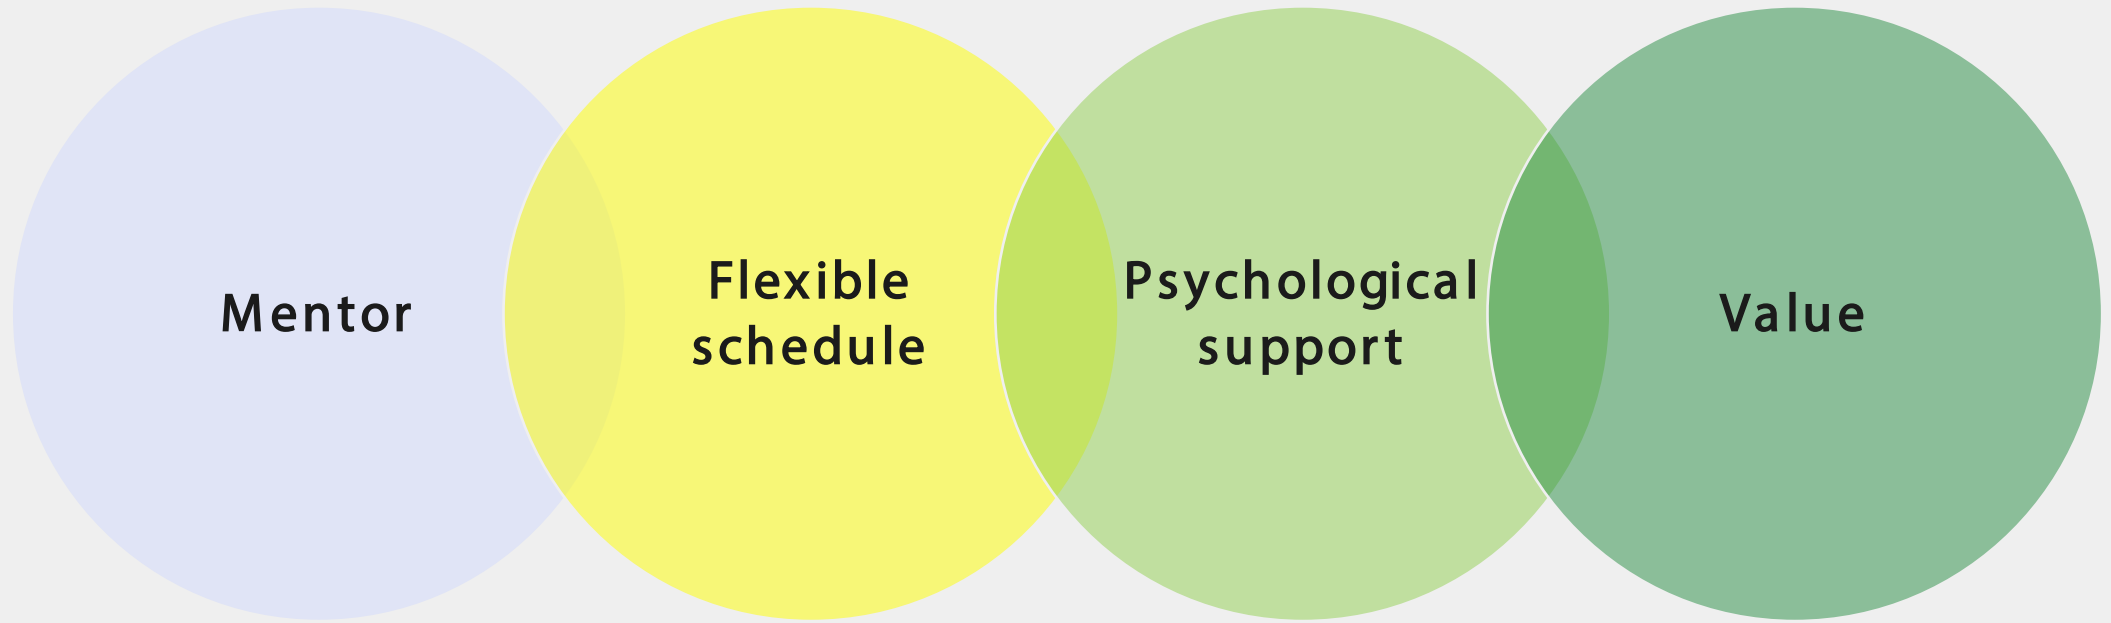 Mentor
Flexible
schedule
Psychological
support
Value